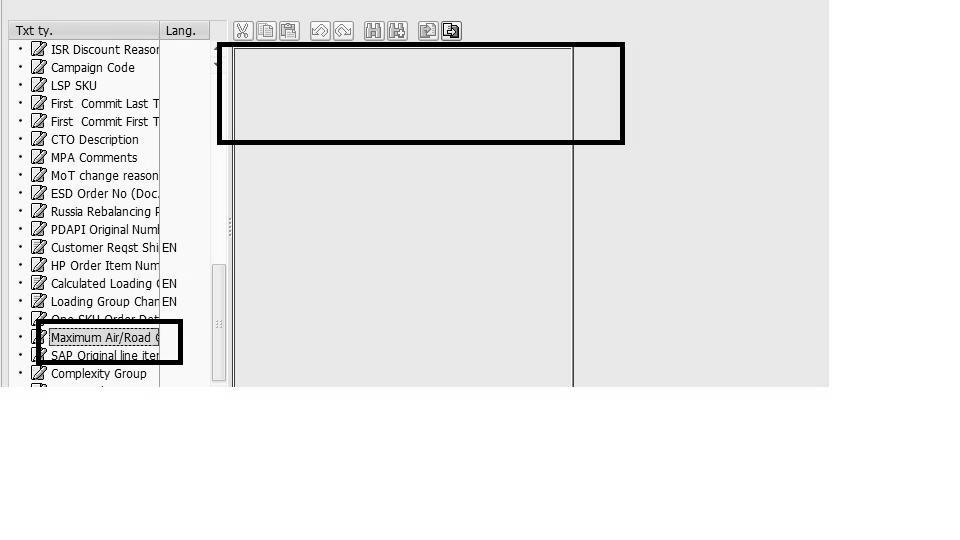 Txt ty. Lang.
ISR Discount Reasor
Campaign Code
LSP SKU
First Commit Last T
First Commit First T
CTO Description
MPA Comments
MoT change reason
ESD Order No (Doc.
Russia Rebalancing P
PDAPI Original Numb
Customer Reqst Shi EN
HP Order Item Num
Calculated Loading C EN
Loading Group Char EN
One SKU Order Det
Maximum Air/Road G
SAP Original line iter
Complexity Group